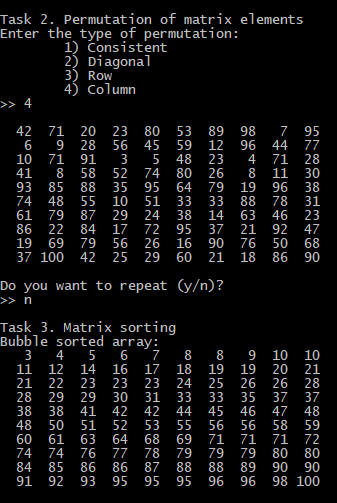 Task 2. Permutation of matrix elements
Enter the type of permutation:
1) Consistent
2) Diagonal
3) Row
4) Column
>> 4
42 71 20 23 80 53 89 98 7 95
6 9 28 56 45 59 12 96 44 77
10 71 91 3 5 48 23 4 71 28
41 8 58 52 74 80 26 8 11 30
93 85 88 35 95 64 79 19 96 38
74 48 55 10 51 33 33 88 78 31
61 79 87 29 24 38 14 63 46 23
86 22 84 17 72 95 37 21 92 47
19 69 79 56 26 16 90 76 50 68
37 100 42 25 29 60 21 18 86 90
Do you want to repeat (y/n)?
>> n
Task 3. Matrix sorting
Bubble sorted array:
3 4 5 6 7 8 8 9 10 10
11 12 14 16 17 18 19 19 20 21
21 22 23 23 23 24 25 26 26 28
28 29 29 30 31 33 33 35 37 37
38 38 41 42 42 44 45 46 47 48
48 50 51 52 53 55 56 56 58 59
60 61 63 64 68 69 71 71 71 72
74 74 76 77 78 79 79 79 80 80
84 85 86 86 87 88 88 89 90 90
91 92 93 95 95 95 96 96 98 100